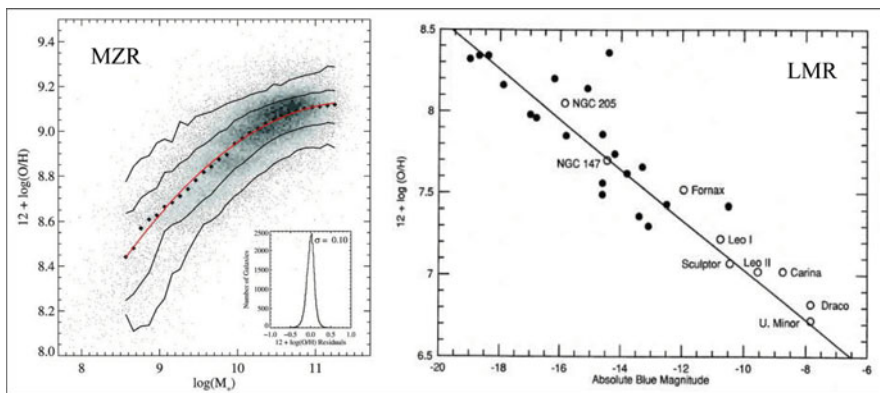 MZR
12 + log(O/H)
9.4
9.2
9.0
8.8
8.6
8.4
8.2
8.0
8
9
10
11
log(M*)
σ = 0.10
Number of Galaxies
2500
2000
1500
1000
500
0
-1.0
-0.5
0.0
0.5
1.0
12 + log(O/H) Residuals
LMR
12 + log (O/H)
8.5
8
7.5
7
6.5
NGC 205
NGC 147
Fornax
Leo I
Sculptor
Leo II
Carina
Draco
U. Minor
-20
-18
-16
-14
-12
-10
-8
-6
Absolute Blue Magnitude